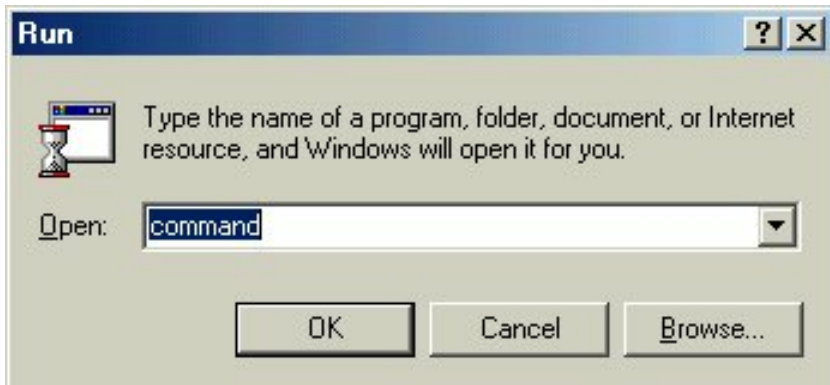 Run
Type the name of a program, folder, document, or Internet
resource, and Windows will open it for you.
Open: command
OK Cancel Browse...